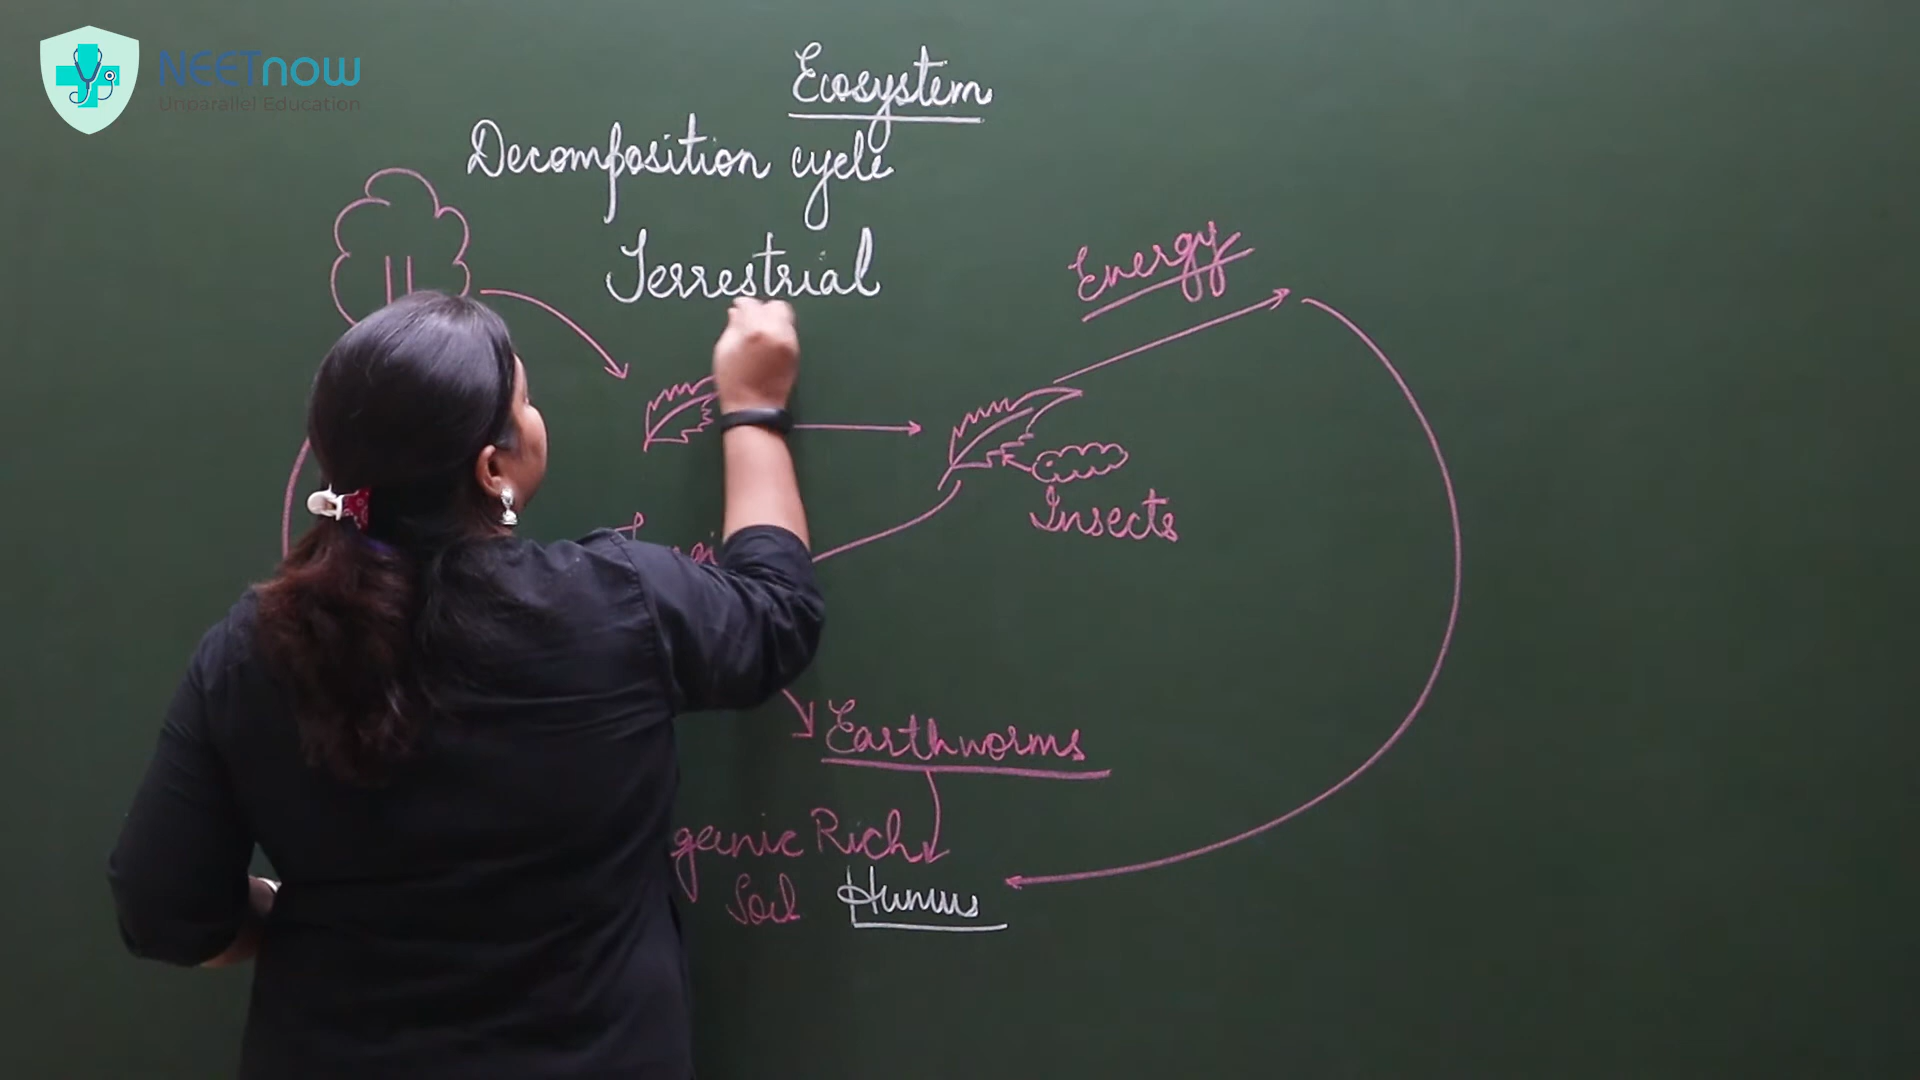 NEETnow
Unparallel Education
Ecosystem
Decomposition cycle
Terrestrial
Energy
Insects
Earthworms
Rich
Soil Humus